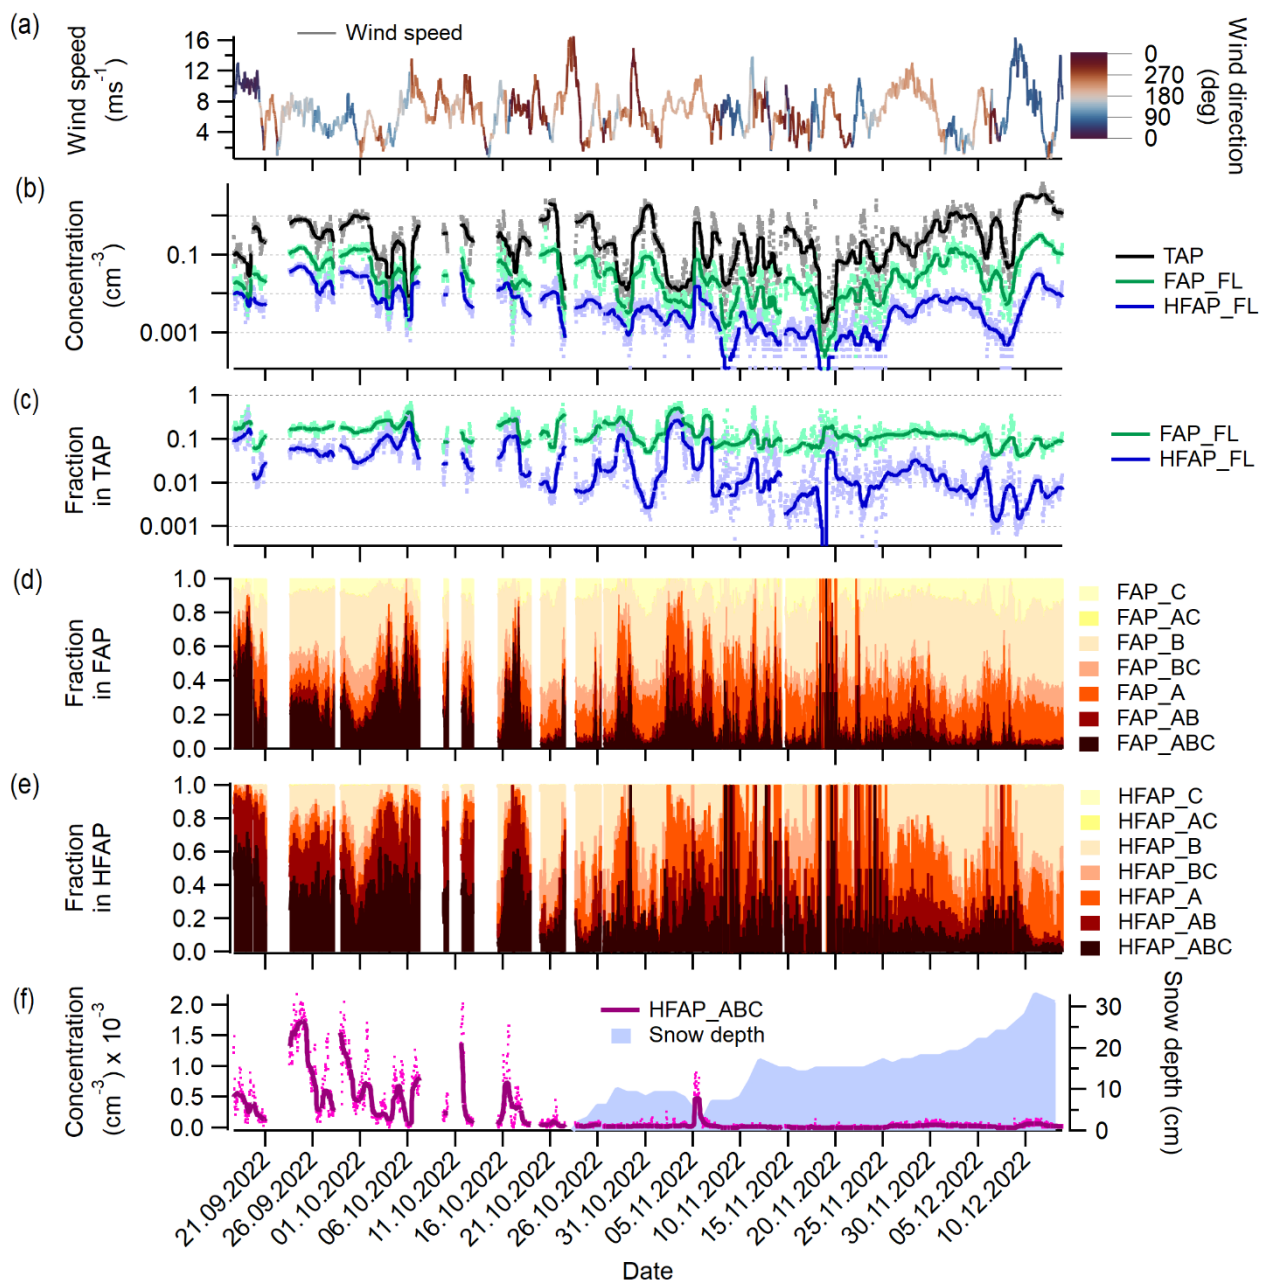 (a)
Wind speed
(ms-1)
16
12
8
4
Wind speed
0
270
180
90
0
Wind direction
(deg)
(b)
Concentration
(cm-3)
0.1
0.001
TAP
FAP_FL
HFAP_FL
(c)
Fraction
in TAP
1
0.1
0.01
0.001
FAP_FL
HFAP_FL
(d)
Fraction
in FAP
1.0
0.8
0.6
0.4
0.2
0.0
FAP_C
FAP_AC
FAP_B
FAP_BC
FAP_A
FAP_AB
FAP_ABC
(e)
Fraction
in HFAP
1.0
0.8
0.6
0.4
0.2
0.0
HFAP_C
HFAP_AC
HFAP_B
HFAP_BC
HFAP_A
HFAP_AB
HFAP_ABC
(f)
Concentration
(cm-3) x 10-3
2.0
1.5
1.0
0.5
0.0
HFAP_ABC
Snow depth
30
20
10
0
Snow depth (cm)
21.09.2022
26.09.2022
01.10.2022
06.10.2022
11.10.2022
16.10.2022
21.10.2022
26.10.2022
31.10.2022
05.11.2022
10.11.2022
15.11.2022
20.11.2022
25.11.2022
30.11.2022
05.12.2022
10.12.2022
Date